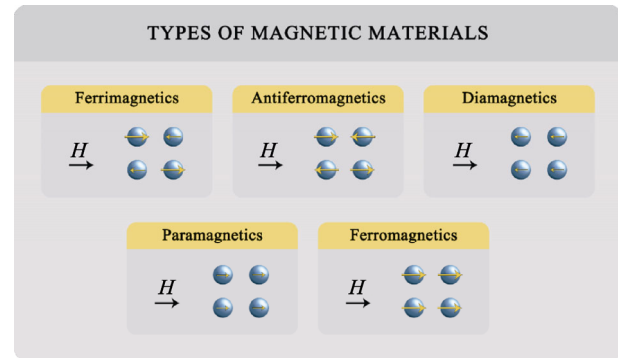 TYPES OF MAGNETIC MATERIALS
Ferrimagnetics
H
Antiferromagnetics
H
Diamagnetics
H
Paramagnetics
H
Ferromagnetics
H